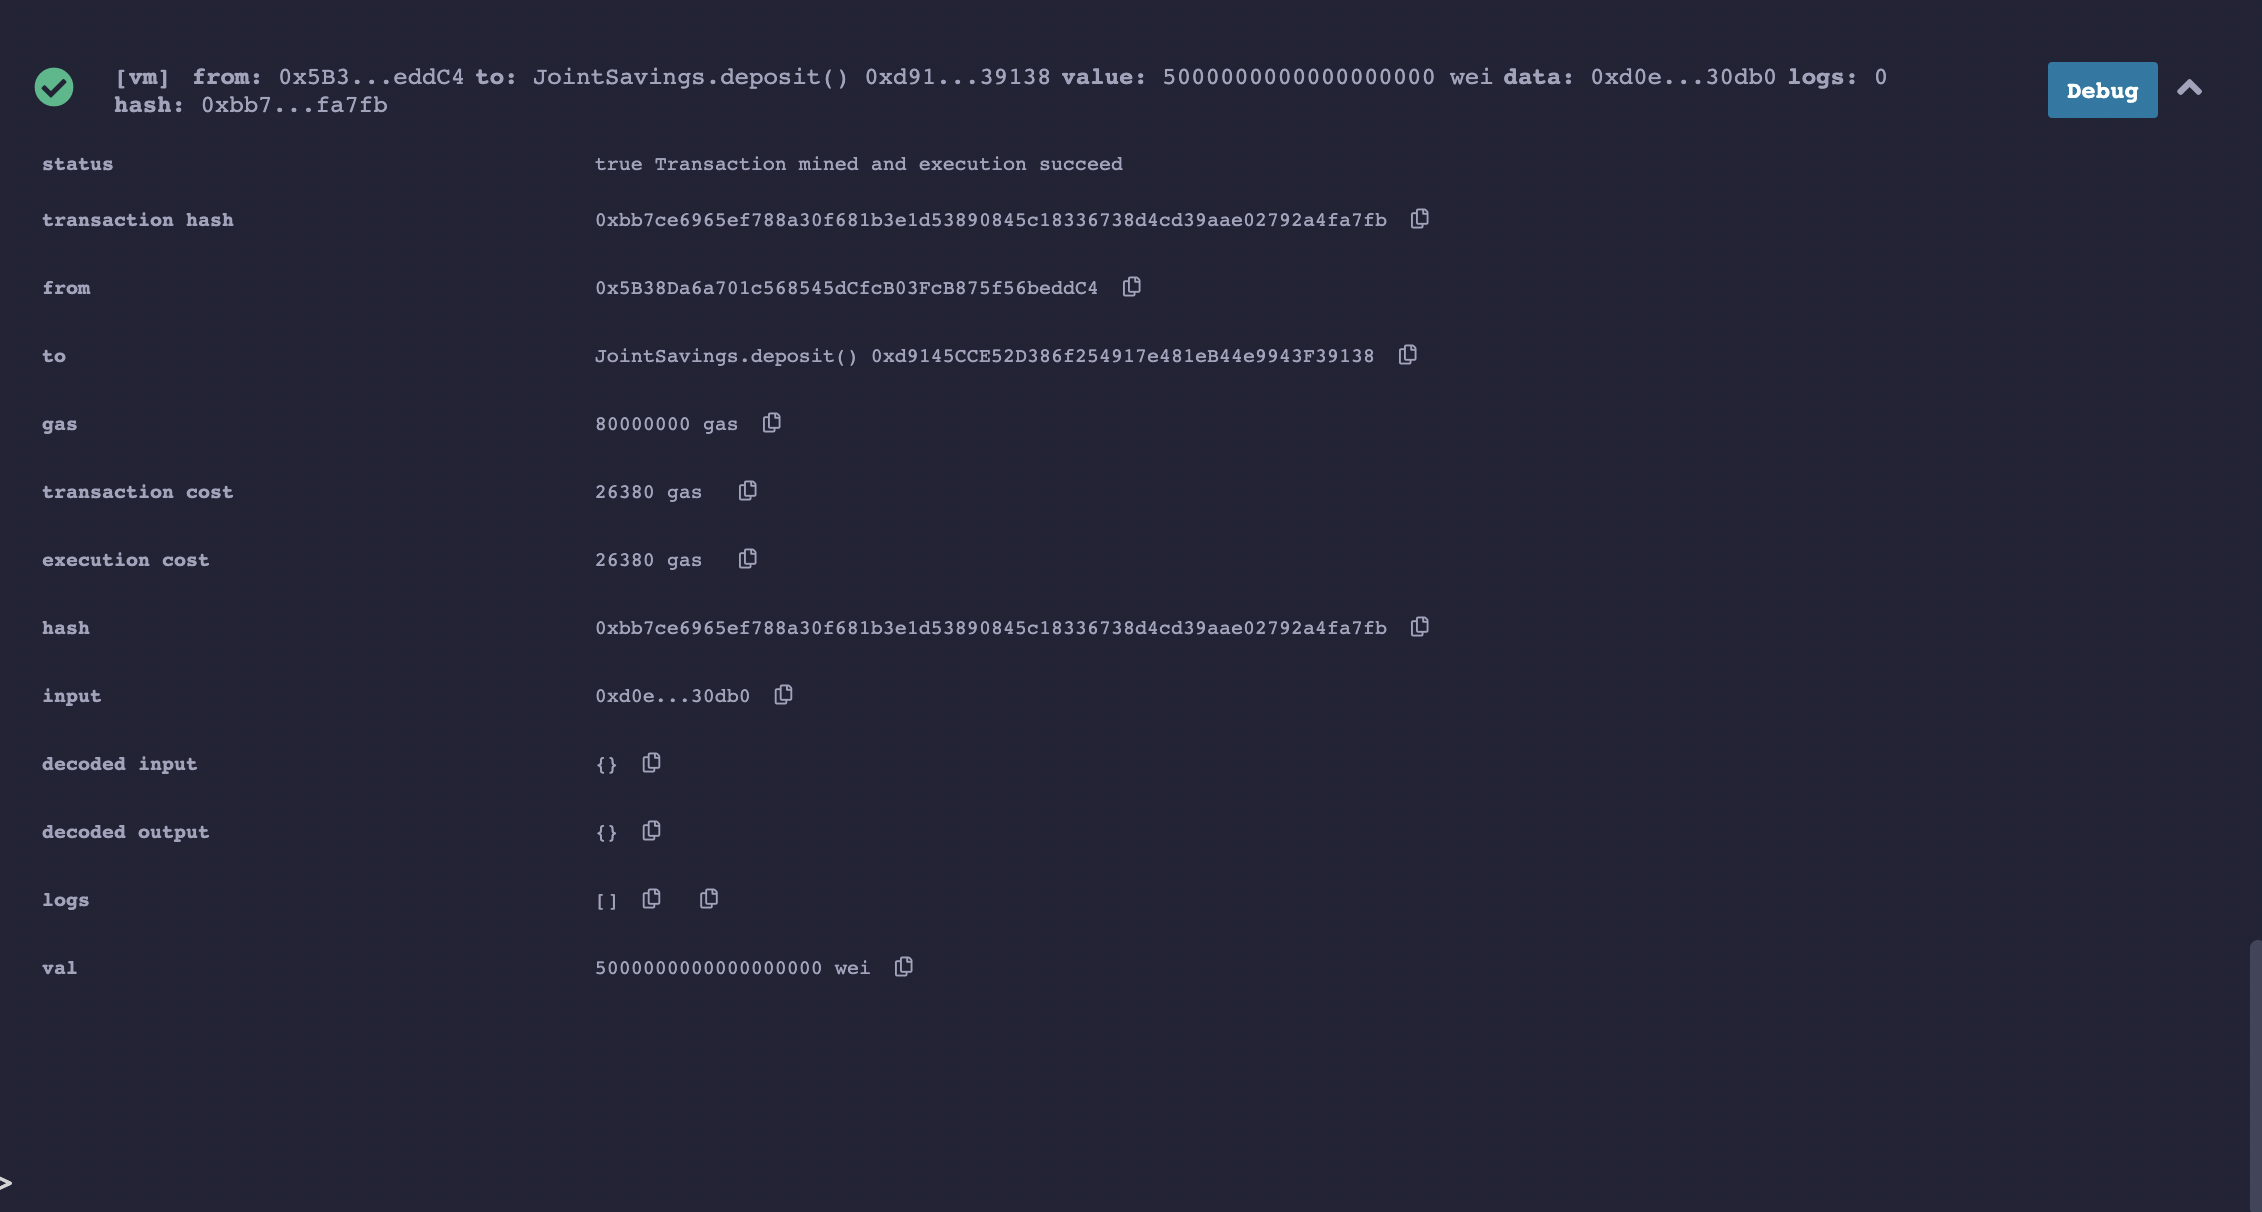 [vm] from: 0x5B3...eddC4 to: JointSavings.deposit() 0xd91...39138 value: 5000000000000000000 wei data: 0xd0e...30db0 logs: 0
hash: 0xbb7...fa7fb
Debug
status true Transaction mined and execution succeed
transaction hash 0xbb7ce6965ef788a30f681b3e1d53890845c18336738d4cd39aae02792a4fa7fb
from 0x5B38Da6a701c568545dCfcB03FcB875f56beddC4
to JointSavings.deposit() 0xd9145CCE52D386f254917e481eB44e9943F39138
gas 80000000 gas
transaction cost 26380 gas
execution cost 26380 gas
hash 0xbb7ce6965ef788a30f681b3e1d53890845c18336738d4cd39aae02792a4fa7fb
input 0xd0e...30db0
decoded input {}
decoded output {}
logs []
val 5000000000000000000 wei
>